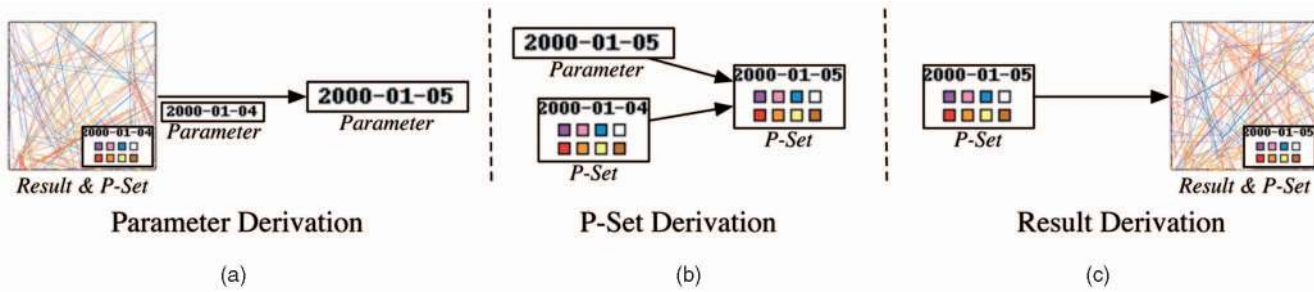 2000-01-04
Result & P-Set
2000-01-04
Parameter
2000-01-05
Parameter
Parameter Derivation
(a)
2000-01-05
Parameter
2000-01-04
P-Set
2000-01-05
P-Set
P-Set Derivation
(b)
2000-01-05
P-Set
2000-01-05
Result & P-Set
Result Derivation
(c)